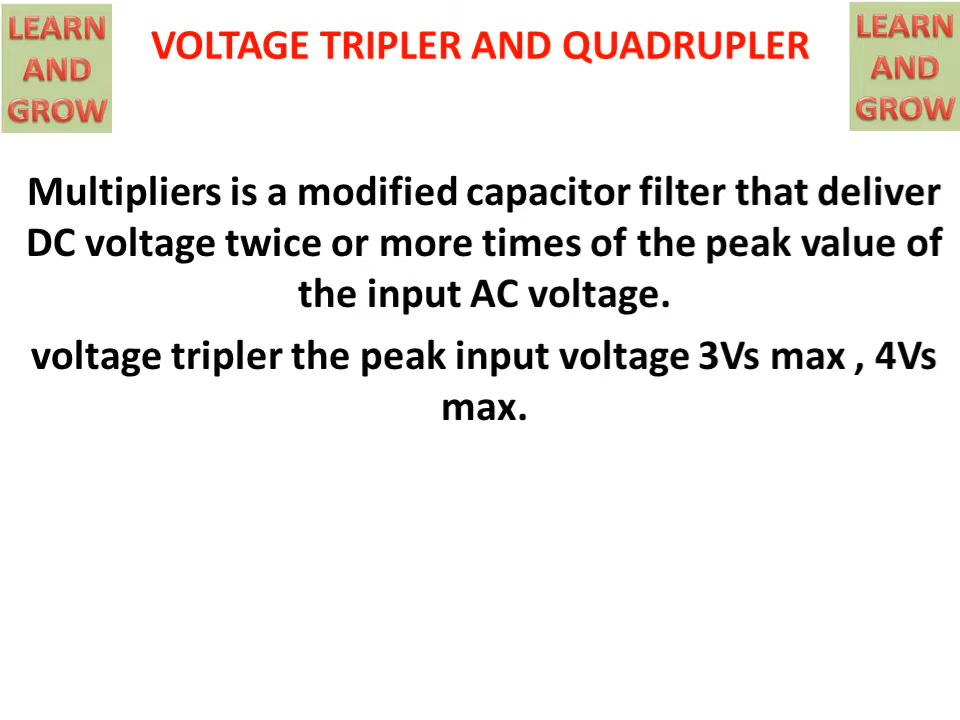 LEARN
AND
GROW
VOLTAGE TRIPLER AND QUADRUPLER
LEARN
AND
GROW
Multipliers is a modified capacitor filter that deliver
DC voltage twice or more times of the peak value of
the input AC voltage.
voltage tripler the peak input voltage 3Vs max , 4Vs
max.